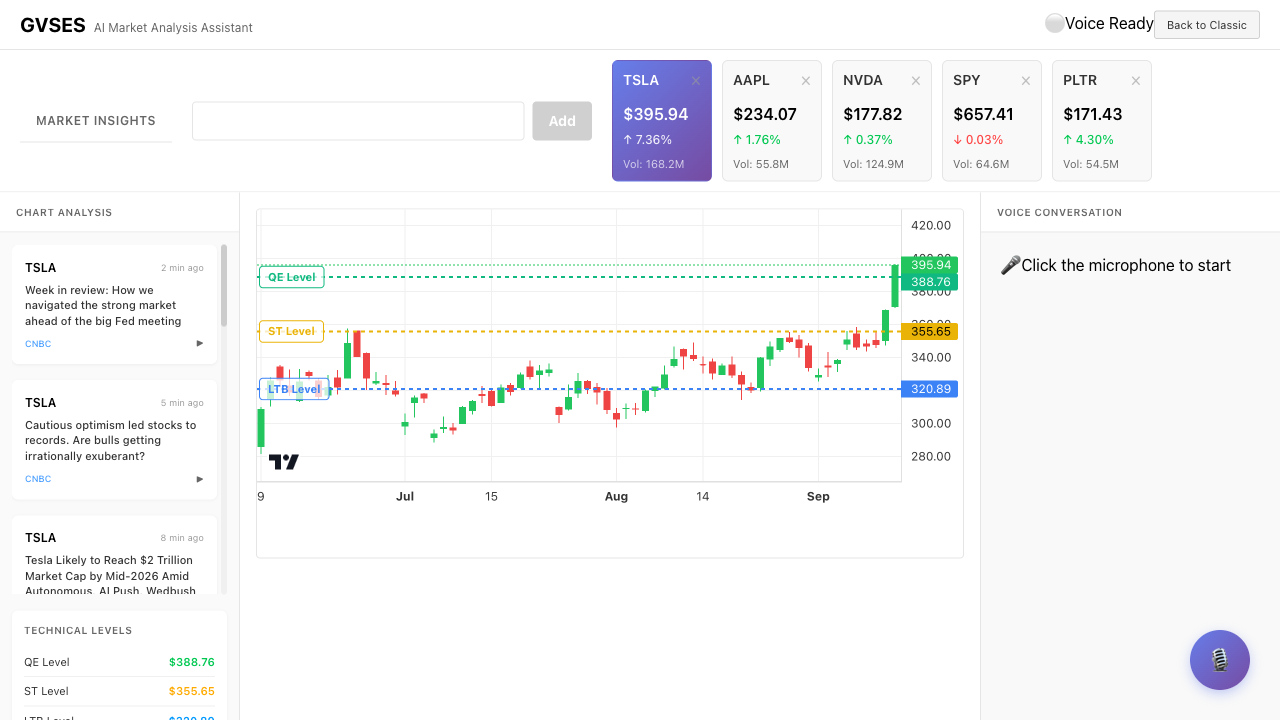 GVSES AI Market Analysis Assistant
Voice Ready
Back to Classic
MARKET INSIGHTS
Add
TSLA ×
$395.94
↑ 7.36%
Vol: 168.2M
AAPL ×
$234.07
↑ 1.76%
Vol: 55.8M
NVDA ×
$177.82
↑ 0.37%
Vol: 124.9M
SPY ×
$657.41
↓ 0.03%
Vol: 64.6M
PLTR ×
$171.43
↑ 4.30%
Vol: 54.5M
CHART ANALYSIS
TSLA 2 min ago
Week in review: How we
navigated the strong market
ahead of the big Fed meeting
CNBC ▶
TSLA 5 min ago
Cautious optimism led stocks to
records. Are bulls getting
irrationally exuberant?
CNBC ▶
TSLA 8 min ago
Tesla Likely to Reach $2 Trillion
Market Cap by Mid-2026 Amid
Autonomous, AI Push, Wedbush
TECHNICAL LEVELS
QE Level $388.76
ST Level $355.65
LTB Level $320.89
420.00
395.94
QE Level
388.76
380.00
ST Level
355.65
340.00
LTB Level
320.89
300.00
280.00
9 Jul 15 Aug 14 Sep
VOICE CONVERSATION
🎤Click the microphone to start